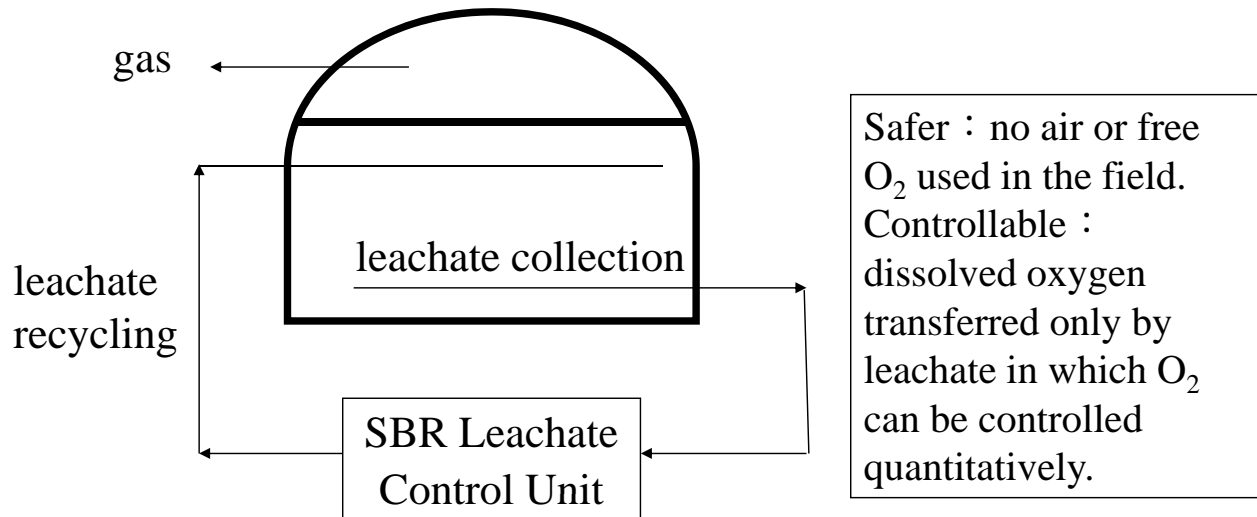 gas
leachate collection
leachate
recycling
SBR Leachate
Control Unit
Safer：no air or free
O₂ used in the field.
Controllable：
dissolved oxygen
transferred only by
leachate in which O₂
can be controlled
quantitatively.